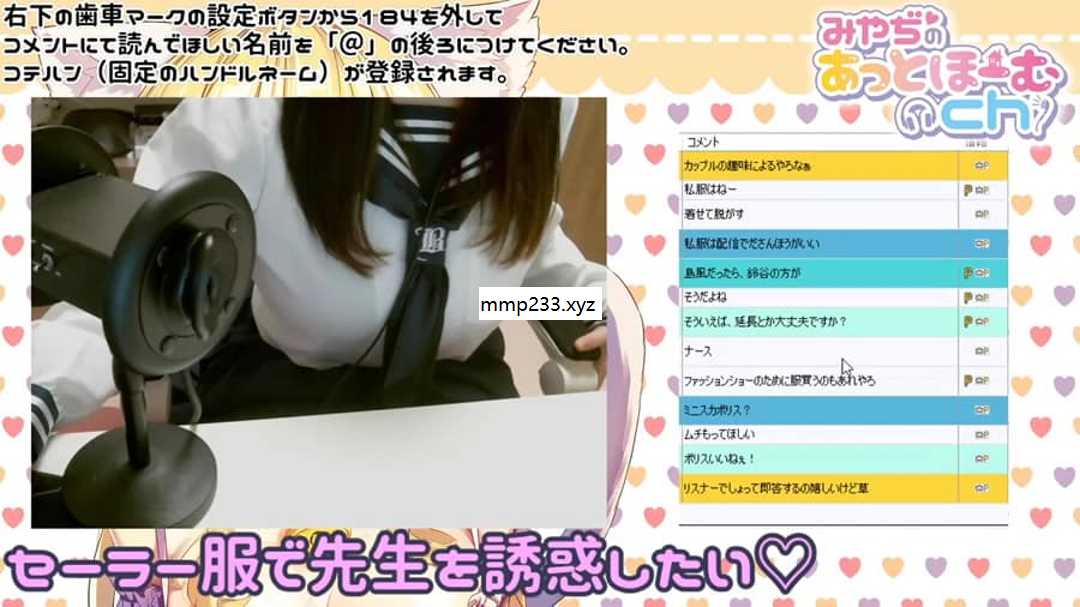 右下の歯車マークの設定ボタンから184を外して
コメントにて読んでほしい名前を「@」の後ろにつけてください。
コテハン（固定のハンドルネーム）が登録されます。
みやぢの
あっとほーむ
ch
コメント
カップルの趣味によるやろなぁ
私服はねー
着せて脱がす
私服は配信でださんほうがいい
島風だったら、鈴谷の方が
そうだよね
そういえば、延長とか大丈夫ですか？
ナース
ファッションショーのために服買うのもあれやろ
ミニスカポリス？
ムチもってほしい
ポリスいいねぇ！
リスナーでしょって即答するの嬉しいけど草
B
mmp233.xyz
セーラー服で先生を誘惑したい♡